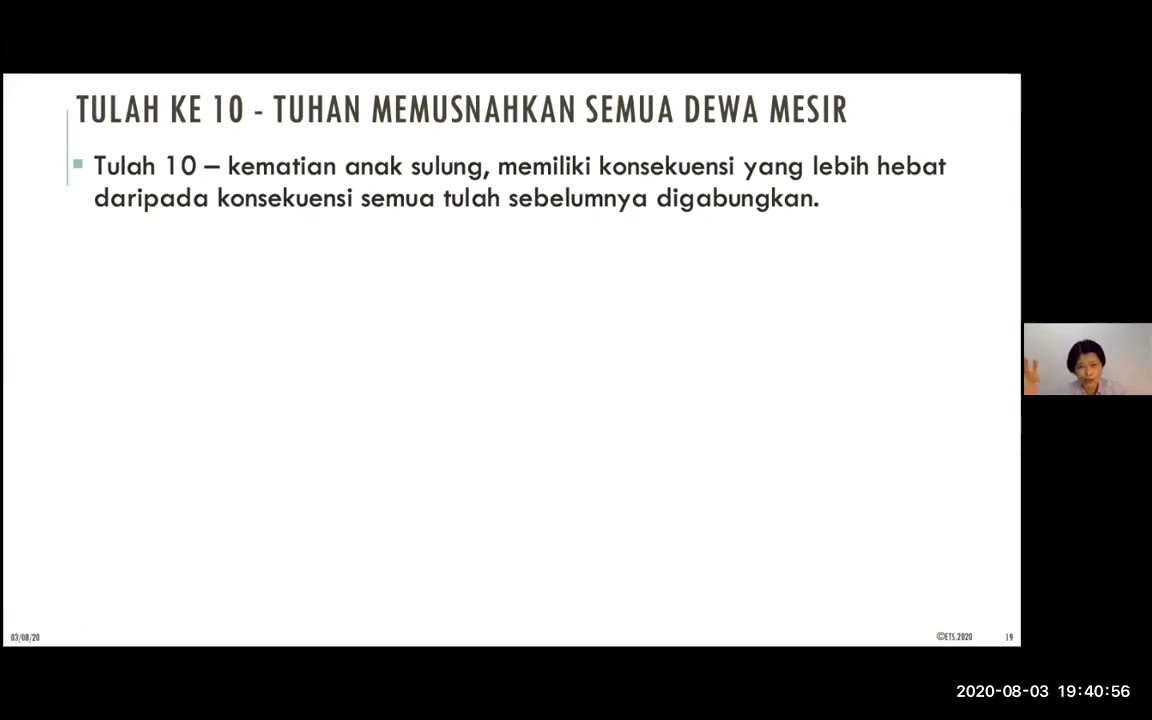 TULAH KE 10 - TUHAN MEMUSNAHKAN SEMUA DEWA MESIR
▪ Tulah 10 – kematian anak sulung, memiliki konsekuensi yang lebih hebat
daripada konsekuensi semua tulah sebelumnya digabungkan.
03/08/20
©ETS.2020
19
2020-08-03 19:40:56